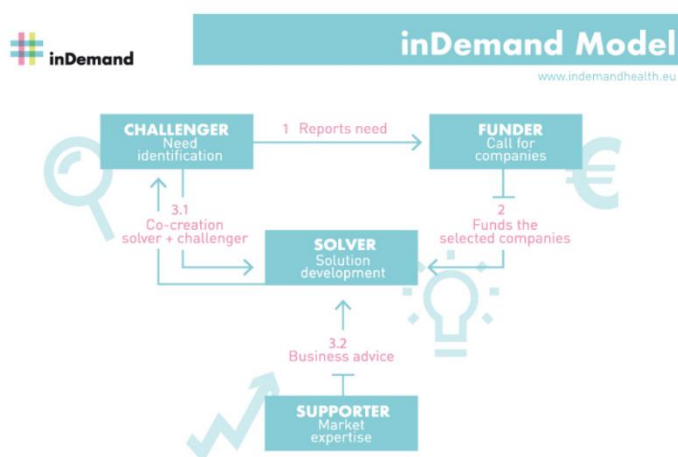 inDemand
inDemand Model
www.indemandhealth.eu
CHALLENGER
Need
identification
1 Reports need
FUNDER
Call for
companies
3.1
Co-creation
solver + challenger
2
Funds the
selected companies
SOLVER
Solution
development
3.2
Business advice
SUPPORTER
Market
expertise
€